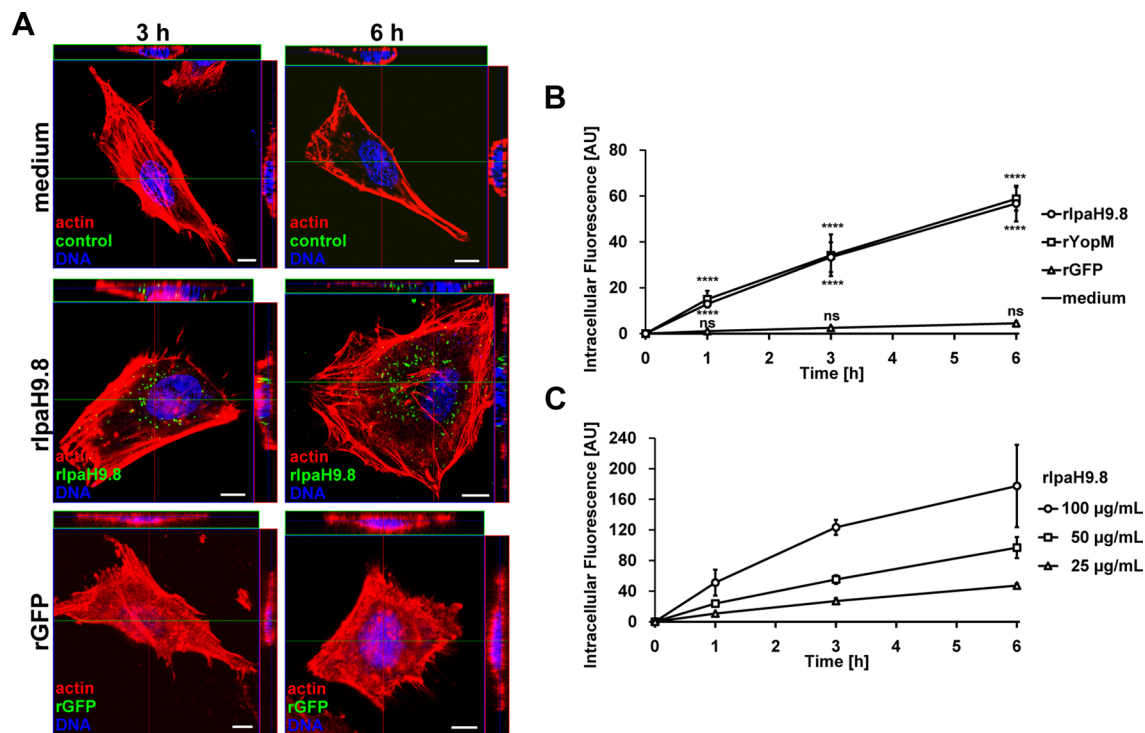 A
3 h
6 h
medium
actin
control
DNA
actin
control
DNA
rIpaH9.8
actin
rIpaH9.8
DNA
actin
rIpaH9.8
DNA
rGFP
actin
rGFP
DNA
actin
rGFP
DNA
B
Intracellular Fluorescence [AU]
80
60
40
20
0
****
****
****
****
****
****
ns
ns
ns
0
1
2
3
4
5
6
Time [h]
rIpaH9.8
rYopM
rGFP
medium
C
Intracellular Fluorescence [AU]
240
200
160
120
80
40
0
0
1
2
3
4
5
6
Time [h]
rIpaH9.8
100 µg/mL
50 µg/mL
25 µg/mL